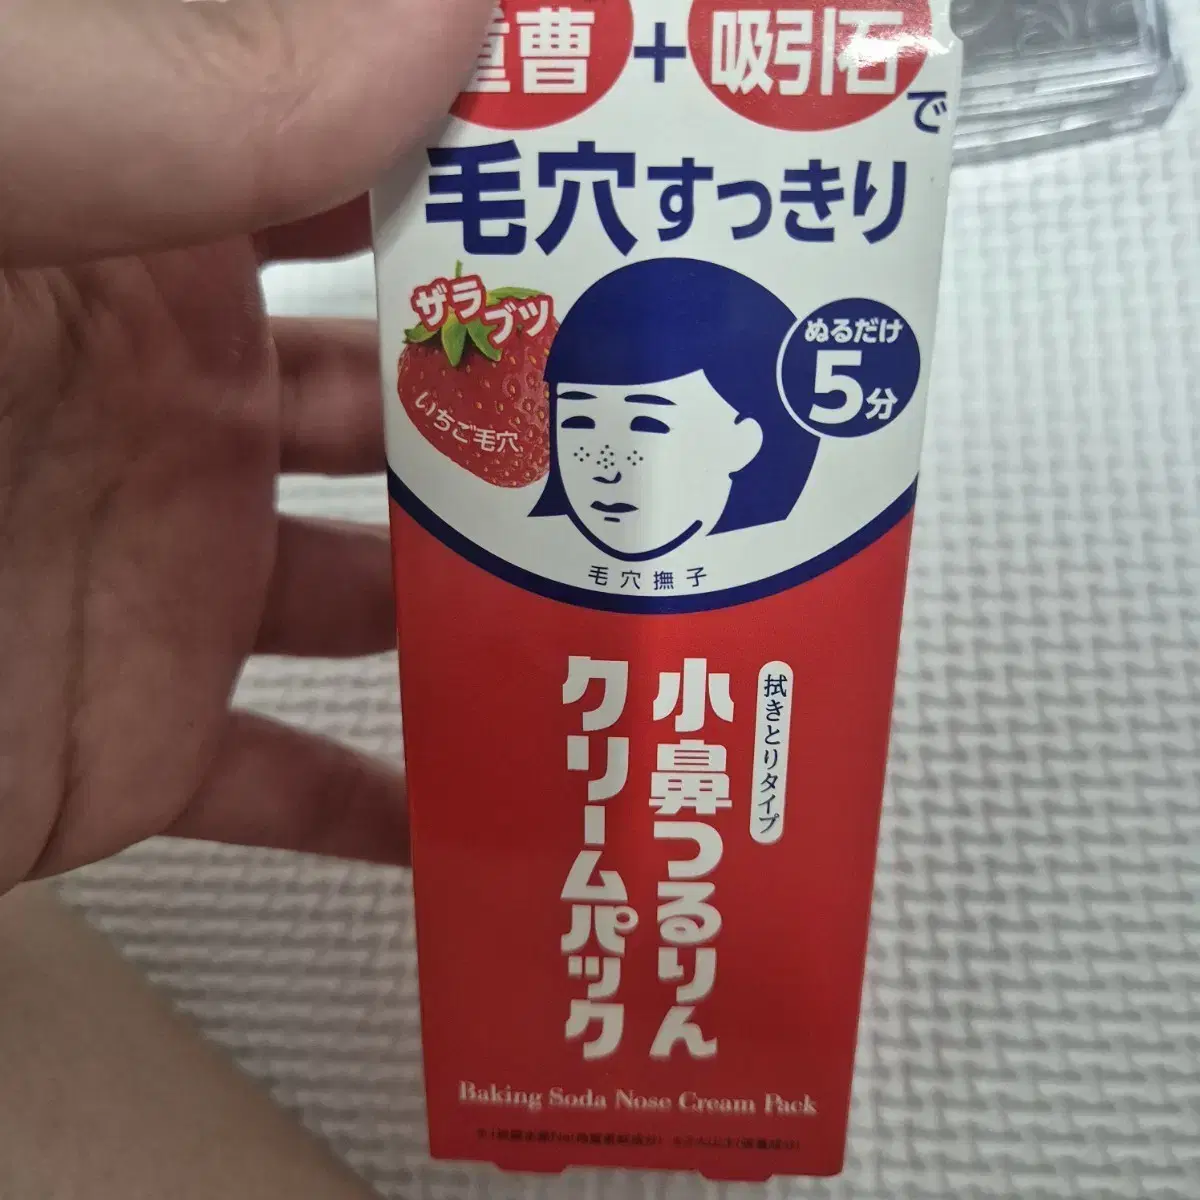 重曹+吸引石で
毛穴すっきり
ザラ
ブツ
いちご毛穴
ぬるだけ
5分
毛穴撫子
拭きとりタイプ
小鼻つるりん
クリームパック
Baking Soda Nose Cream Pack